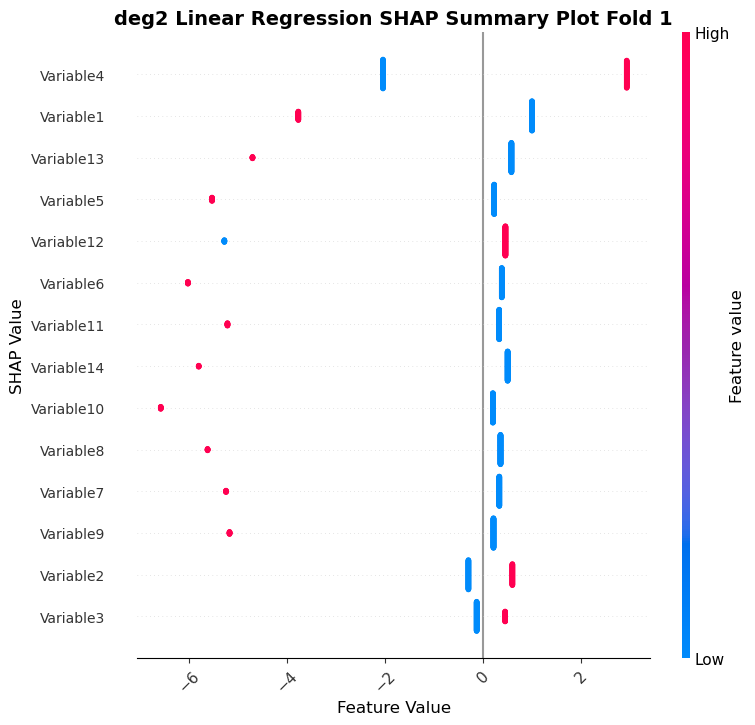 deg2 Linear Regression SHAP Summary Plot Fold 1
High
Variable4
Variable1
Variable13
Variable5
Variable12
Variable6
Variable11
Variable14
Variable10
Variable8
Variable7
Variable9
Variable2
Variable3
SHAP Value
Feature value
Low
−6
−4
−2
0
2
Feature Value